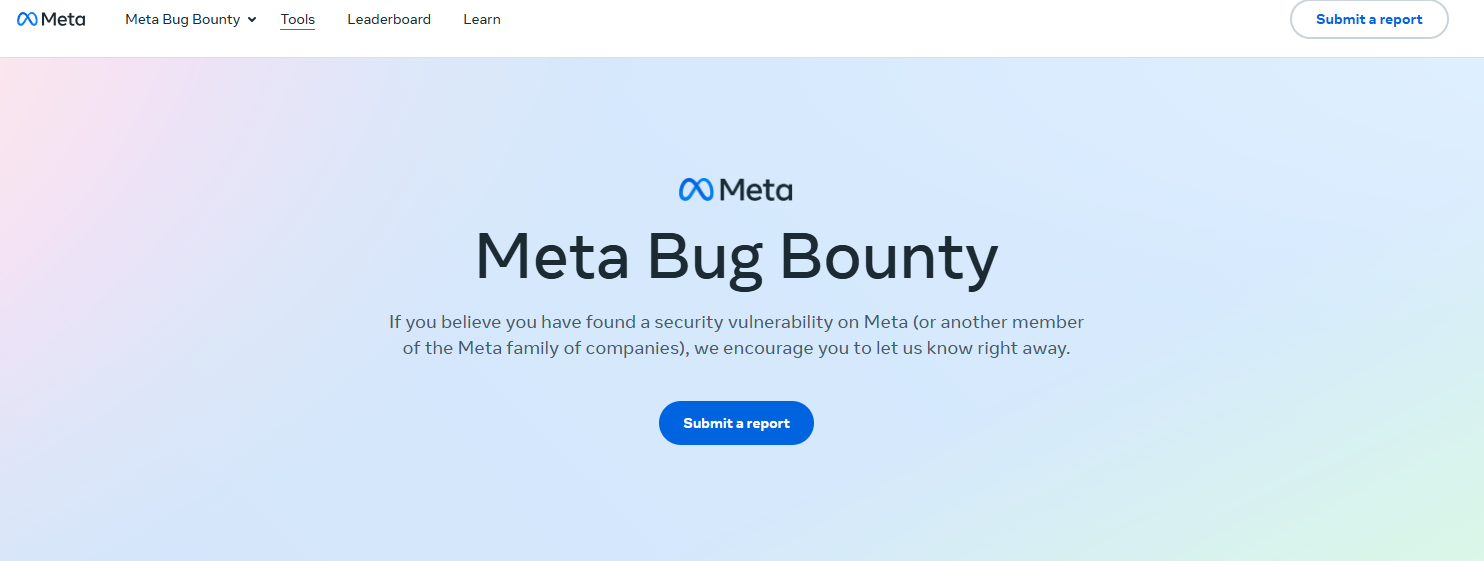 Meta Meta Bug Bounty Tools Leaderboard Learn Submit a report
Meta
Meta Bug Bounty
If you believe you have found a security vulnerability on Meta (or another member
of the Meta family of companies), we encourage you to let us know right away.
Submit a report